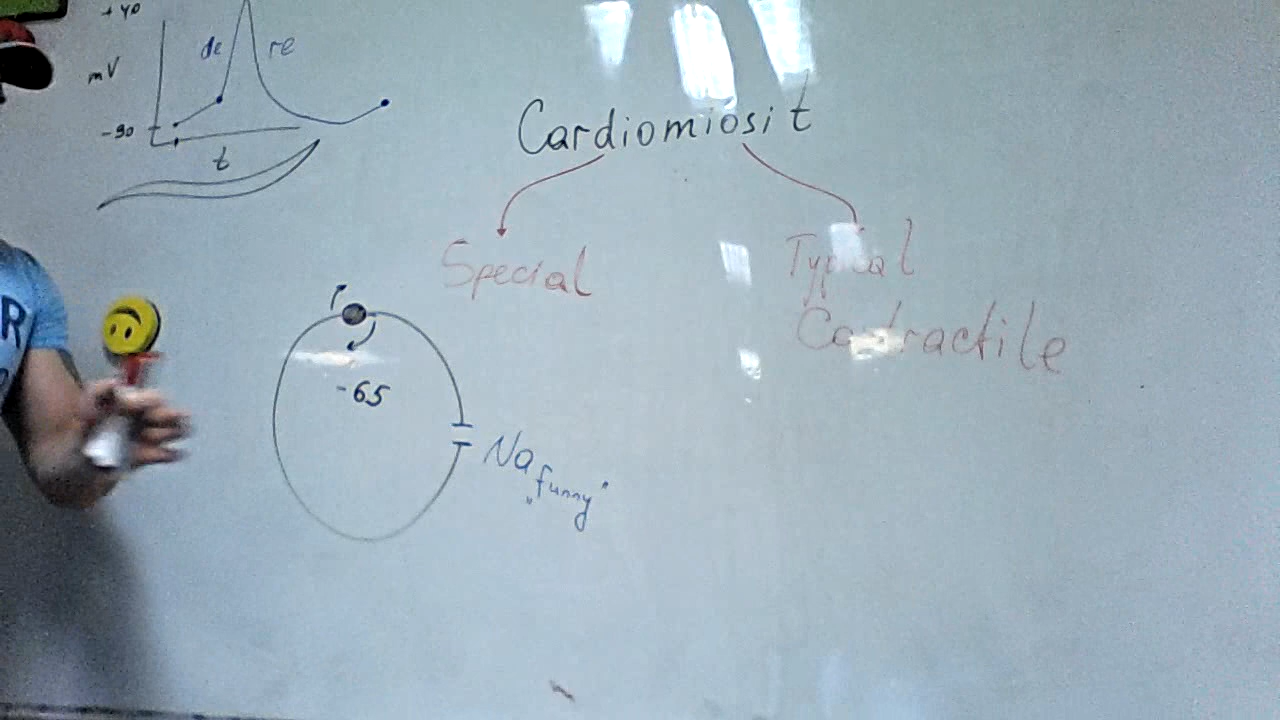 +40
de re
mV
-90
t
Cardiomiosit
Special
Typical
Contractile
-65
Na
"funny"
R